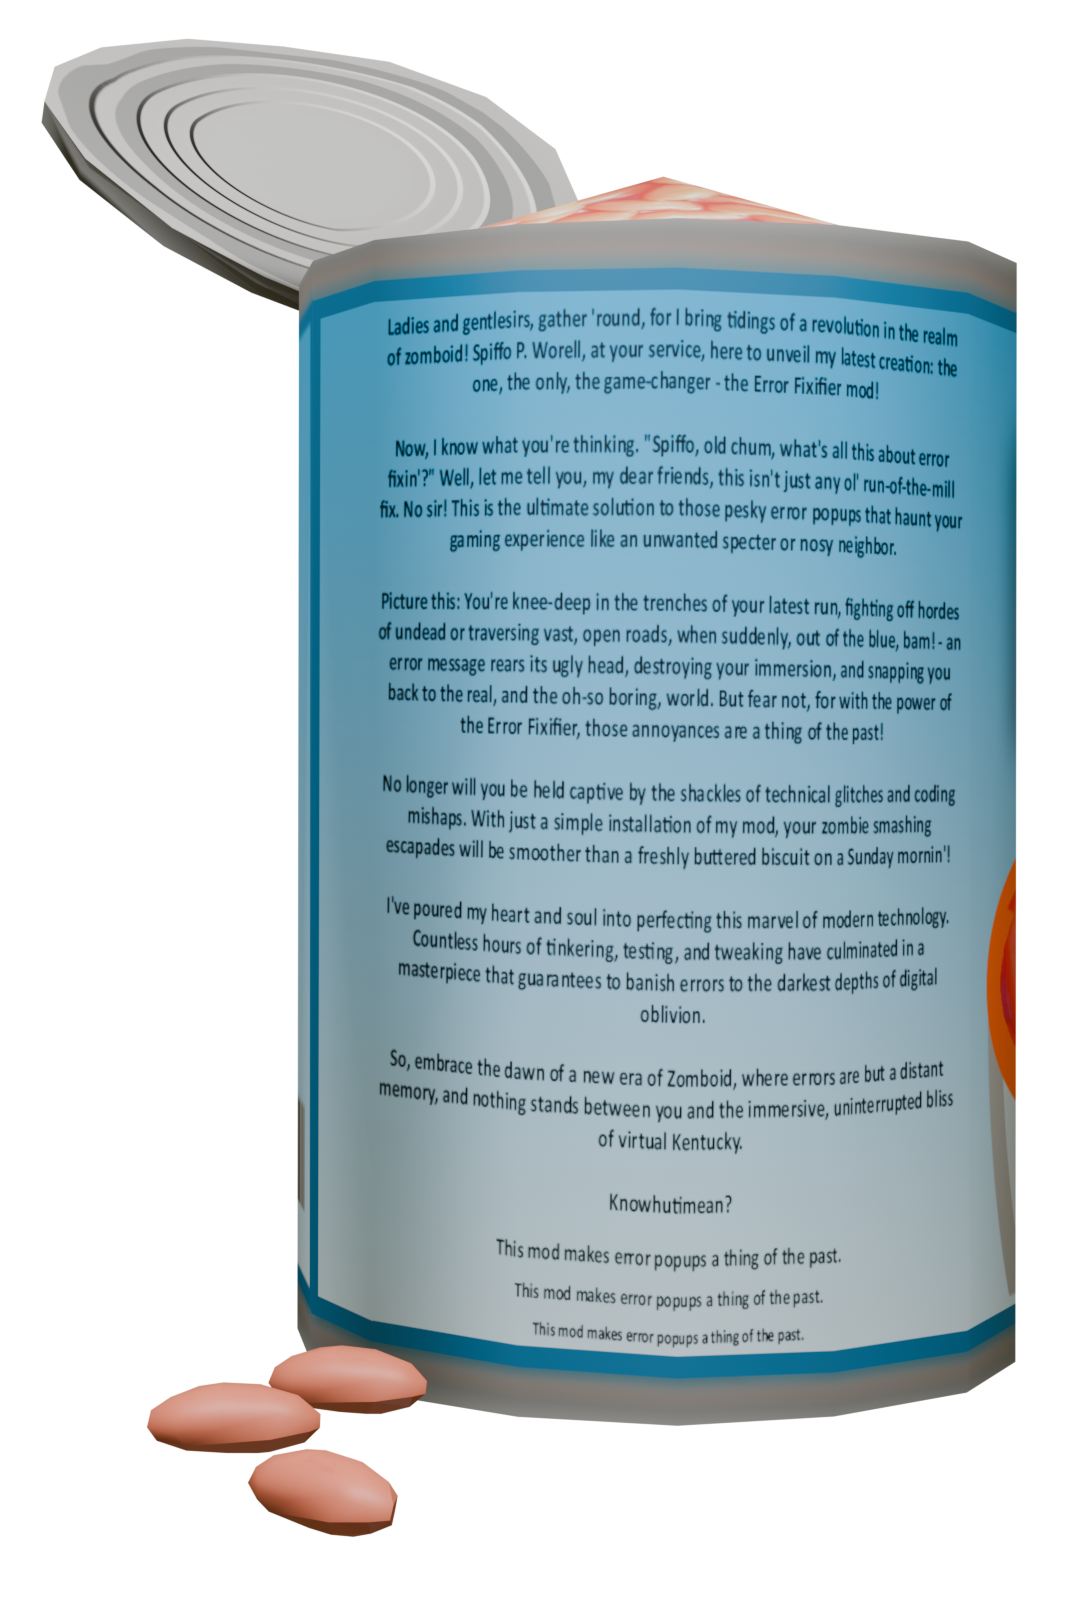 Ladies and gentlesirs, gather 'round, for I bring tidings of a revolution in the realm
of zomboid! Spiffo P. Worell, at your service, here to unveil my latest creation: the
one, the only, the game-changer - the Error Fixifier mod!
Now, I know what you're thinking. "Spiffo, old chum, what's all this about error
fixin'?" Well, let me tell you, my dear friends, this isn't just any ol' run-of-the-mill
fix. No sir! This is the ultimate solution to those pesky error popups that haunt your
gaming experience like an unwanted specter or nosy neighbor.
Picture this: You're knee-deep in the trenches of your latest run, fighting off hordes
of undead or traversing vast, open roads, when suddenly, out of the blue, bam! - an
error message rears its ugly head, destroying your immersion, and snapping you
back to the real, and the oh-so boring, world. But fear not, for with the power of
the Error Fixifier, those annoyances are a thing of the past!
No longer will you be held captive by the shackles of technical glitches and coding
mishaps. With just a simple installation of my mod, your zombie smashing
escapades will be smoother than a freshly buttered biscuit on a Sunday mornin'!
I've poured my heart and soul into perfecting this marvel of modern technology.
Countless hours of tinkering, testing, and tweaking have culminated in a
masterpiece that guarantees to banish errors to the darkest depths of digital
oblivion.
So, embrace the dawn of a new era of Zomboid, where errors are but a distant
memory, and nothing stands between you and the immersive, uninterrupted bliss
of virtual Kentucky.
Knowhutimean?
This mod makes error popups a thing of the past.
This mod makes error popups a thing of the past.
This mod makes error popups a thing of the past.